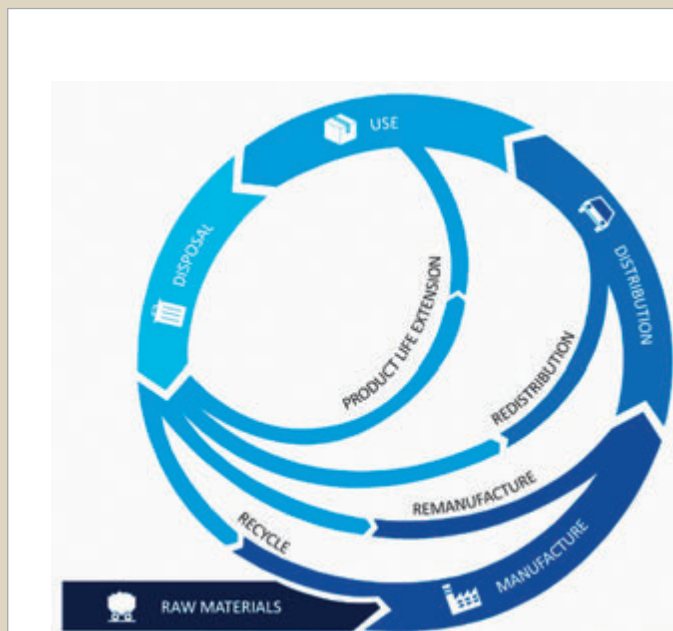 USE
DISPOSAL
DISTRIBUTION
PRODUCT LIFE EXTENSION
REDISTRIBUTION
REMANUFACTURE
RECYCLE
MANUFACTURE
RAW MATERIALS